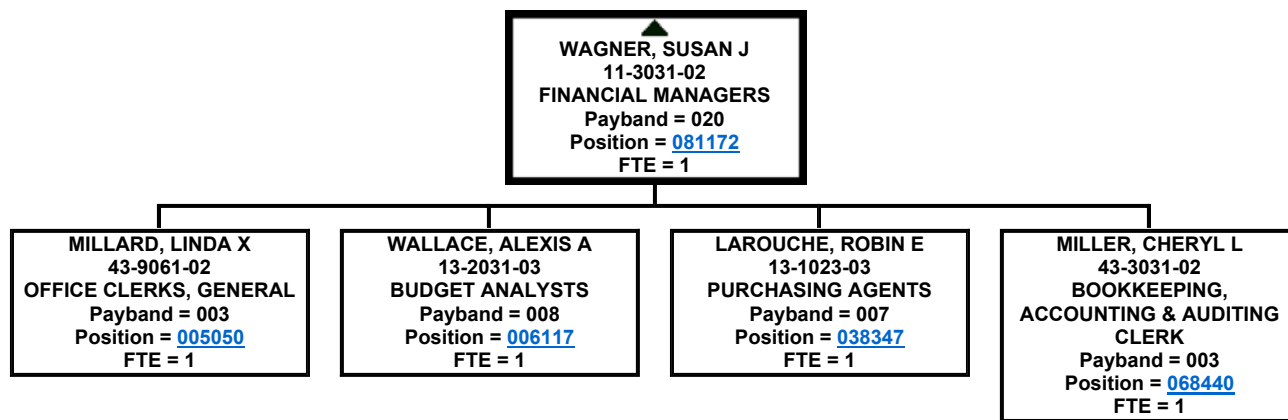 WAGNER, SUSAN J
11-3031-02
FINANCIAL MANAGERS
Payband = 020
Position = 081172
FTE = 1
MILLARD, LINDA X
43-9061-02
OFFICE CLERKS, GENERAL
Payband = 003
Position = 005050
FTE = 1
WALLACE, ALEXIS A
13-2031-03
BUDGET ANALYSTS
Payband = 008
Position = 006117
FTE = 1
LAROUCHE, ROBIN E
13-1023-03
PURCHASING AGENTS
Payband = 007
Position = 038347
FTE = 1
MILLER, CHERYL L
43-3031-02
BOOKKEEPING,
ACCOUNTING & AUDITING
CLERK
Payband = 003
Position = 068440
FTE = 1